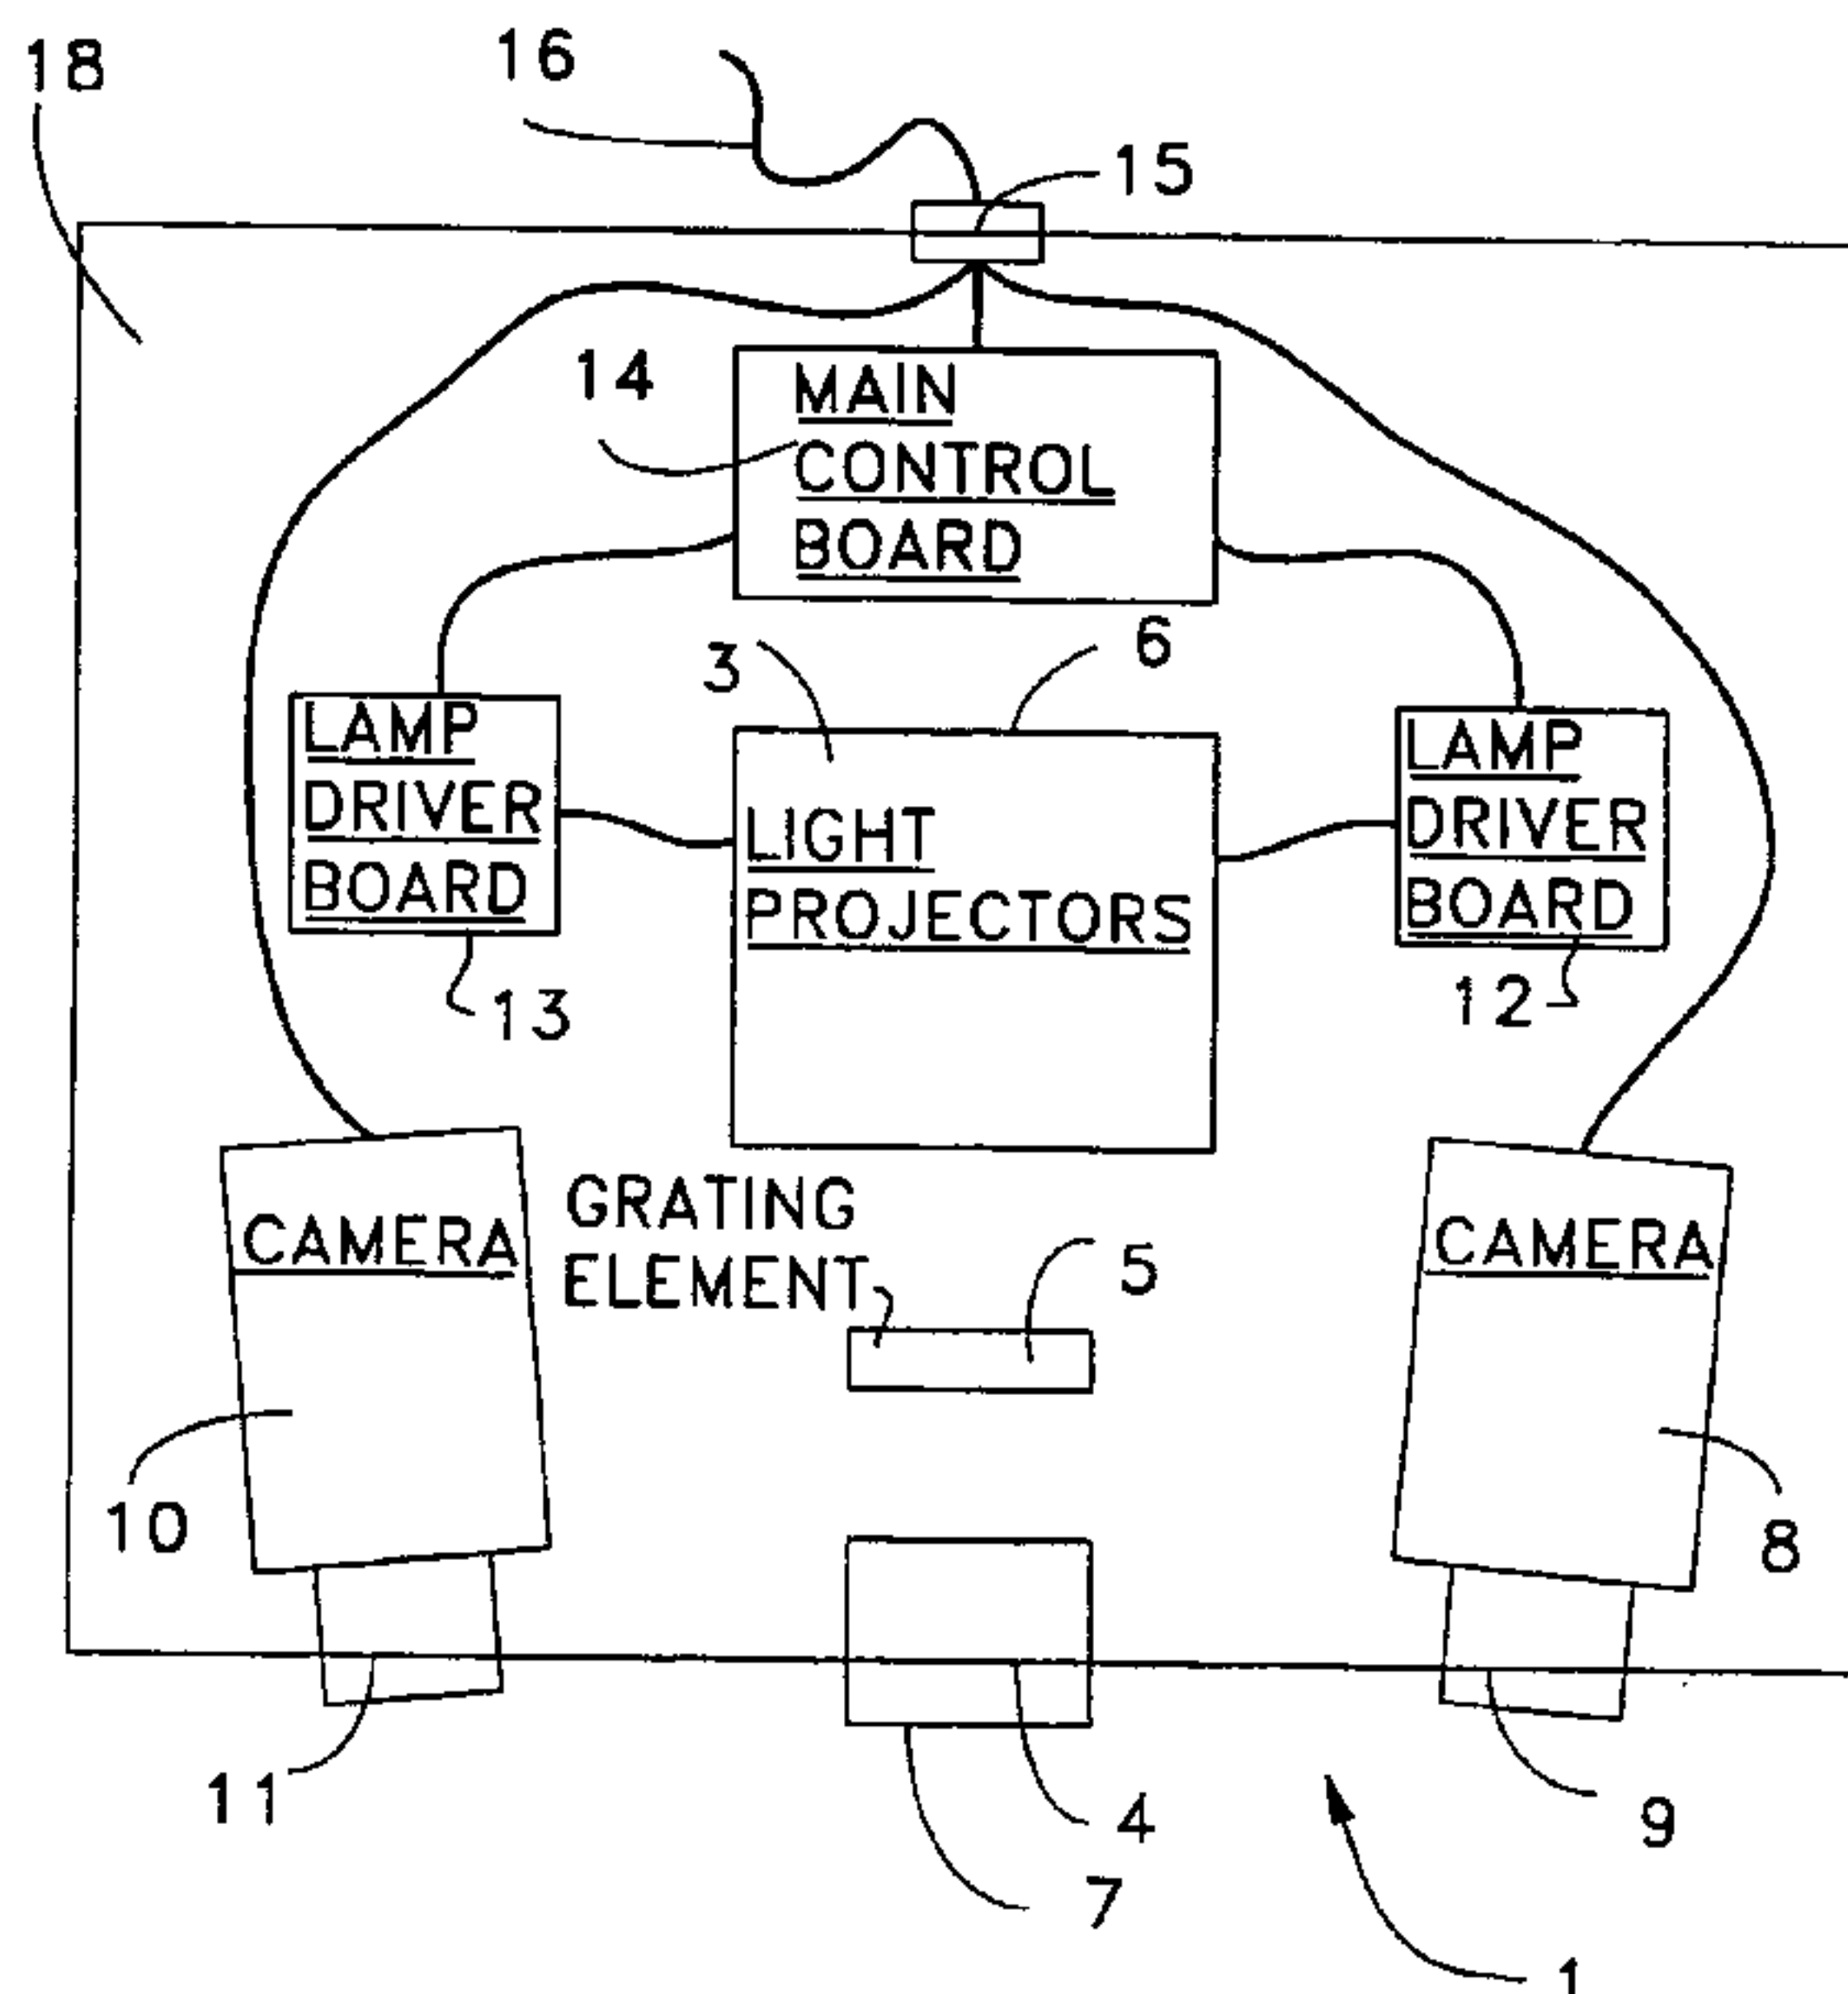 18
16
15
14
MAIN
CONTROL
BOARD
3
6
LAMP
DRIVER
BOARD
LIGHT
PROJECTORS
LAMP
DRIVER
BOARD
13
12
GRATING
ELEMENT
CAMERA
5
CAMERA
10
8
11
4
9
7
1